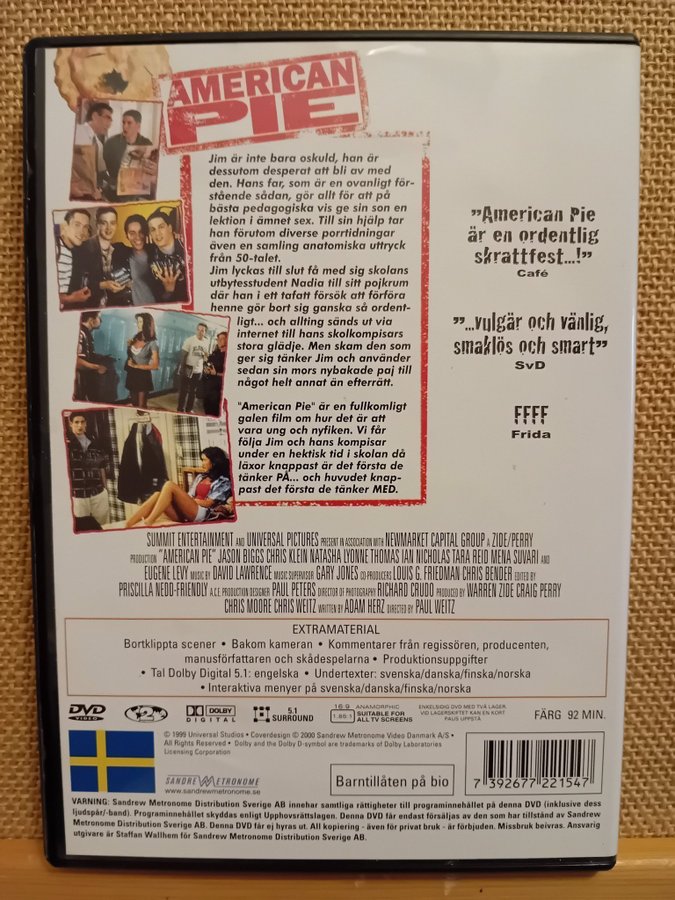 AMERICAN
PIE
Jim är inte bara oskuld, han är
dessutom desperat att bli av med
den. Hans far, som är en ovanligt för-
stående sådan, gör allt för att på
bästa pedagogiska vis ge sin son en
lektion i ämnet sex. Till sin hjälp tar
han förutom diverse porrtidningar
även en samling anatomiska uttryck
från 50-talet.
Jim lyckas till slut få med sig skolans
utbytesstudent Nadia till sitt pojkrum
där han i ett tafatt försök att förföra
henne gör bort sig ganska så ordent-
ligt... och allting sänds ut via
internet till hans skolkompisars
stora glädje. Men skam den som
ger sig tänker Jim och använder
sedan sin mors nybakade paj till
något helt annat än efterrätt.
"American Pie" är en fullkomligt
galen film om hur det är att
vara ung och nyfiken. Vi får
följa Jim och hans kompisar
under en hektisk tid i skolan då
läxor knappast är det första de
tänker PÅ... och huvudet knap-
past det första de tänker MED.
”American Pie
är en ordentlig
skrattfest...!”
Café
”...vulgär och vänlig,
smaklös och smart”
SvD
FFFF
Frida
SUMMIT ENTERTAINMENT AND UNIVERSAL PICTURES PRESENT IN ASSOCIATION WITH NEWMARKET CAPITAL GROUP A ZIDE/PERRY
PRODUCTION "AMERICAN PIE" JASON BIGGS CHRIS KLEIN NATASHA LYONNE THOMAS IAN NICHOLAS TARA REID MENA SUVARI AND
EUGENE LEVY MUSIC BY DAVID LAWRENCE MUSIC SUPERVISOR GARY JONES CO-PRODUCERS LOUIS G. FRIEDMAN CHRIS BENDER EDITED BY
PRISCILLA NEDD-FRIENDLY A.C.E. PRODUCTION DESIGNER PAUL PETERS DIRECTOR OF PHOTOGRAPHY RICHARD CRUDO PRODUCED BY WARREN ZIDE CRAIG PERRY
CHRIS MOORE CHRIS WEITZ WRITTEN BY ADAM HERZ DIRECTED BY PAUL WEITZ
EXTRAMATERIAL
Bortklippta scener • Bakom kameran • Kommentarer från regissören, producenten,
manusförfattaren och skådespelarna • Produktionsuppgifter
• Tal Dolby Digital 5.1: engelska • Undertexter: svenska/danska/finska/norska
• Interaktiva menyer på svenska/danska/finska/norska
DVD
VIDEO
2
DOLBY
DIGITAL
5.1
SURROUND
16:9
1.85:1
ANAMORPHIC
SUITABLE FOR
ALL TV SCREENS
ENKELSIDIG DVD MED TVÅ LAGER.
VID LAGERSKIFTET KAN EN KORT
PAUS UPPSTÅ
FÄRG 92 MIN.
© 1999 Universal Studios • Coverdesign © 2000 Sandrew Metronome Video Danmark A/S •
All Rights Reserved • Dolby and the Dolby D-symbol are trademarks of Dolby Laboratories
Licensing Corporation
SANDREW METRONOME
www.sandrewmetronome.se
Barntillåten på bio
7 392677 221547
VARNING: Sandrew Metronome Distribution Sverige AB innehar samtliga rättigheter till programinnehållet på denna DVD (inklusive dess
ljudspår/-band). Programinnehållet skyddas enligt Upphovsrättslagen. Denna DVD får endast försäljas av den som har tillstånd av Sandrew
Metronome Distribution Sverige AB. Denna DVD får ej hyras ut. All kopiering - även för privat bruk - är förbjuden. Missbruk beivras. Ansvarig
utgivare är Staffan Wallhem för Sandrew Metronome Distribution Sverige AB.